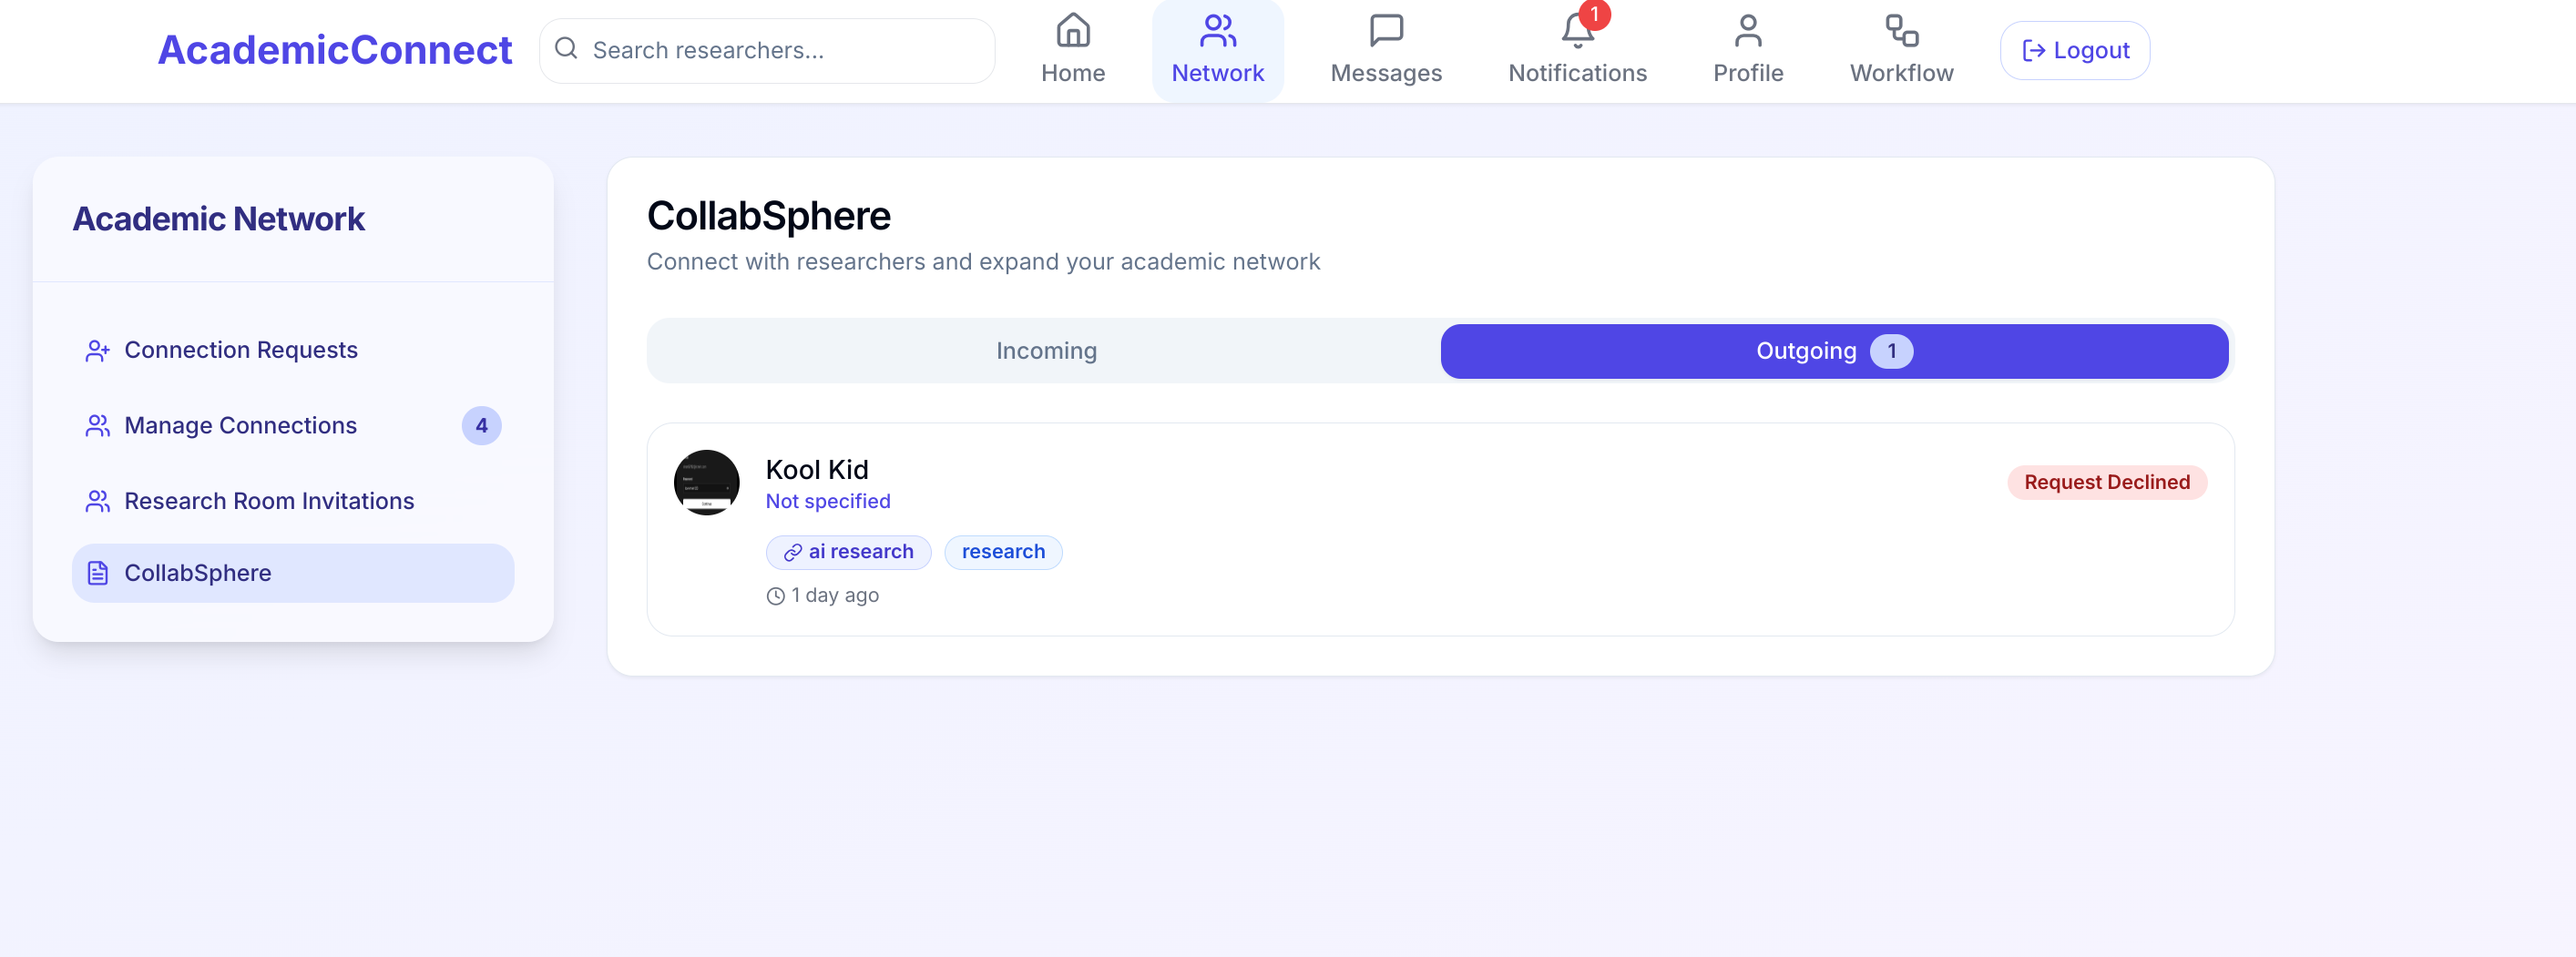 AcademicConnect
Search researchers...
Home
Network
Messages
1
Notifications
Profile
Workflow
Logout
Academic Network
Connection Requests
Manage Connections 4
Research Room Invitations
CollabSphere
CollabSphere
Connect with researchers and expand your academic network
Incoming
Outgoing 1
Kool Kid
Not specified
Request Declined
ai research
research
1 day ago